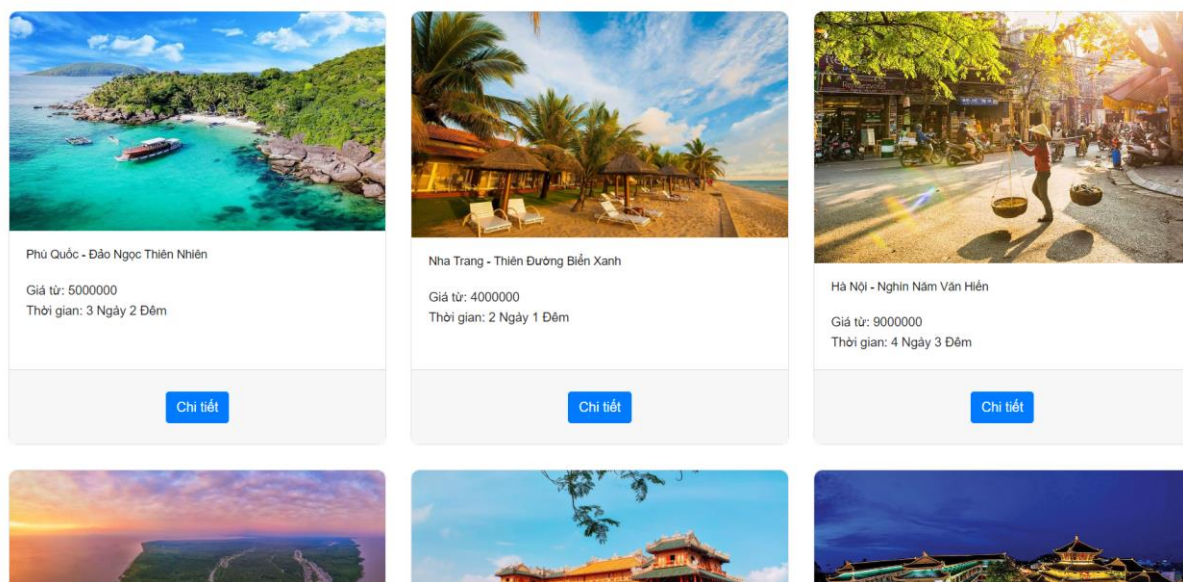 Phú Quốc - Đảo Ngọc Thiên Nhiên
Giá từ: 5000000
Thời gian: 3 Ngày 2 Đêm
Chi tiết
Nha Trang - Thiên Đường Biển Xanh
Giá từ: 4000000
Thời gian: 2 Ngày 1 Đêm
Chi tiết
Hà Nội - Nghìn Năm Văn Hiến
Giá từ: 9000000
Thời gian: 4 Ngày 3 Đêm
Chi tiết